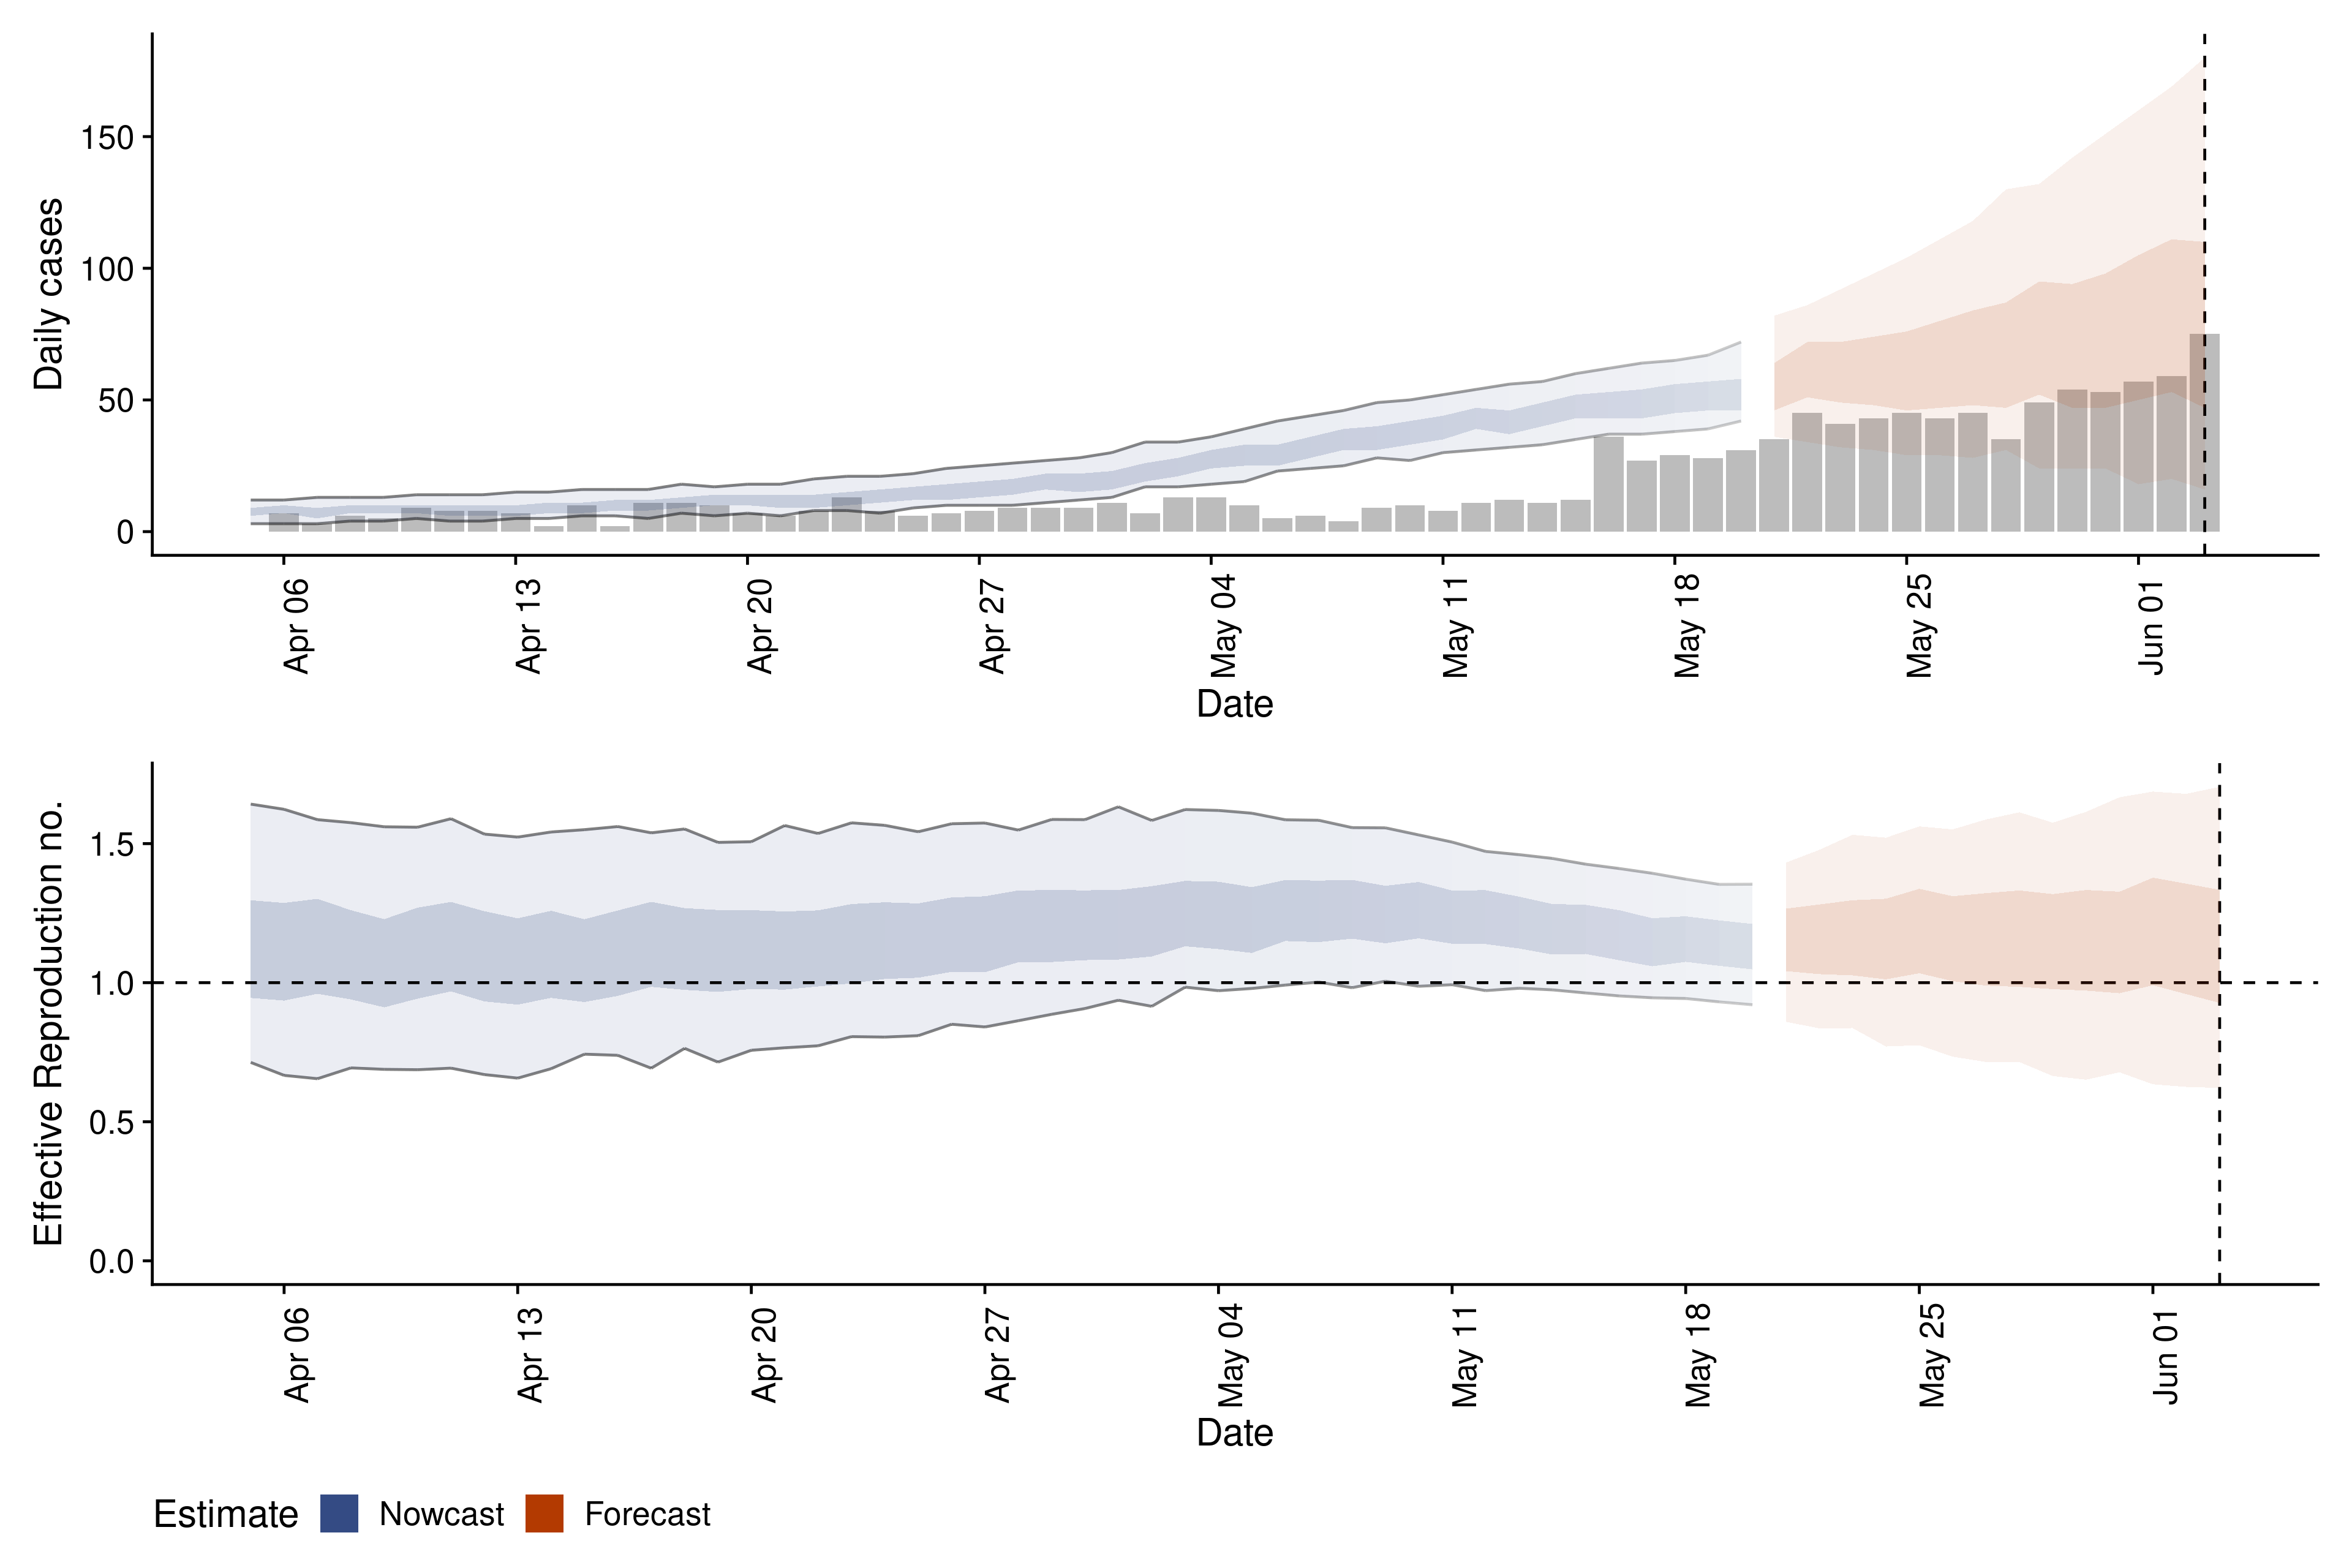 Daily cases
150
100
50
0
Apr 06
Apr 13
Apr 20
Apr 27
May 04
May 11
May 18
May 25
Jun 01
Date
Effective Reproduction no.
1.5
1.0
0.5
0.0
Apr 06
Apr 13
Apr 20
Apr 27
May 04
May 11
May 18
May 25
Jun 01
Date
Estimate Nowcast Forecast